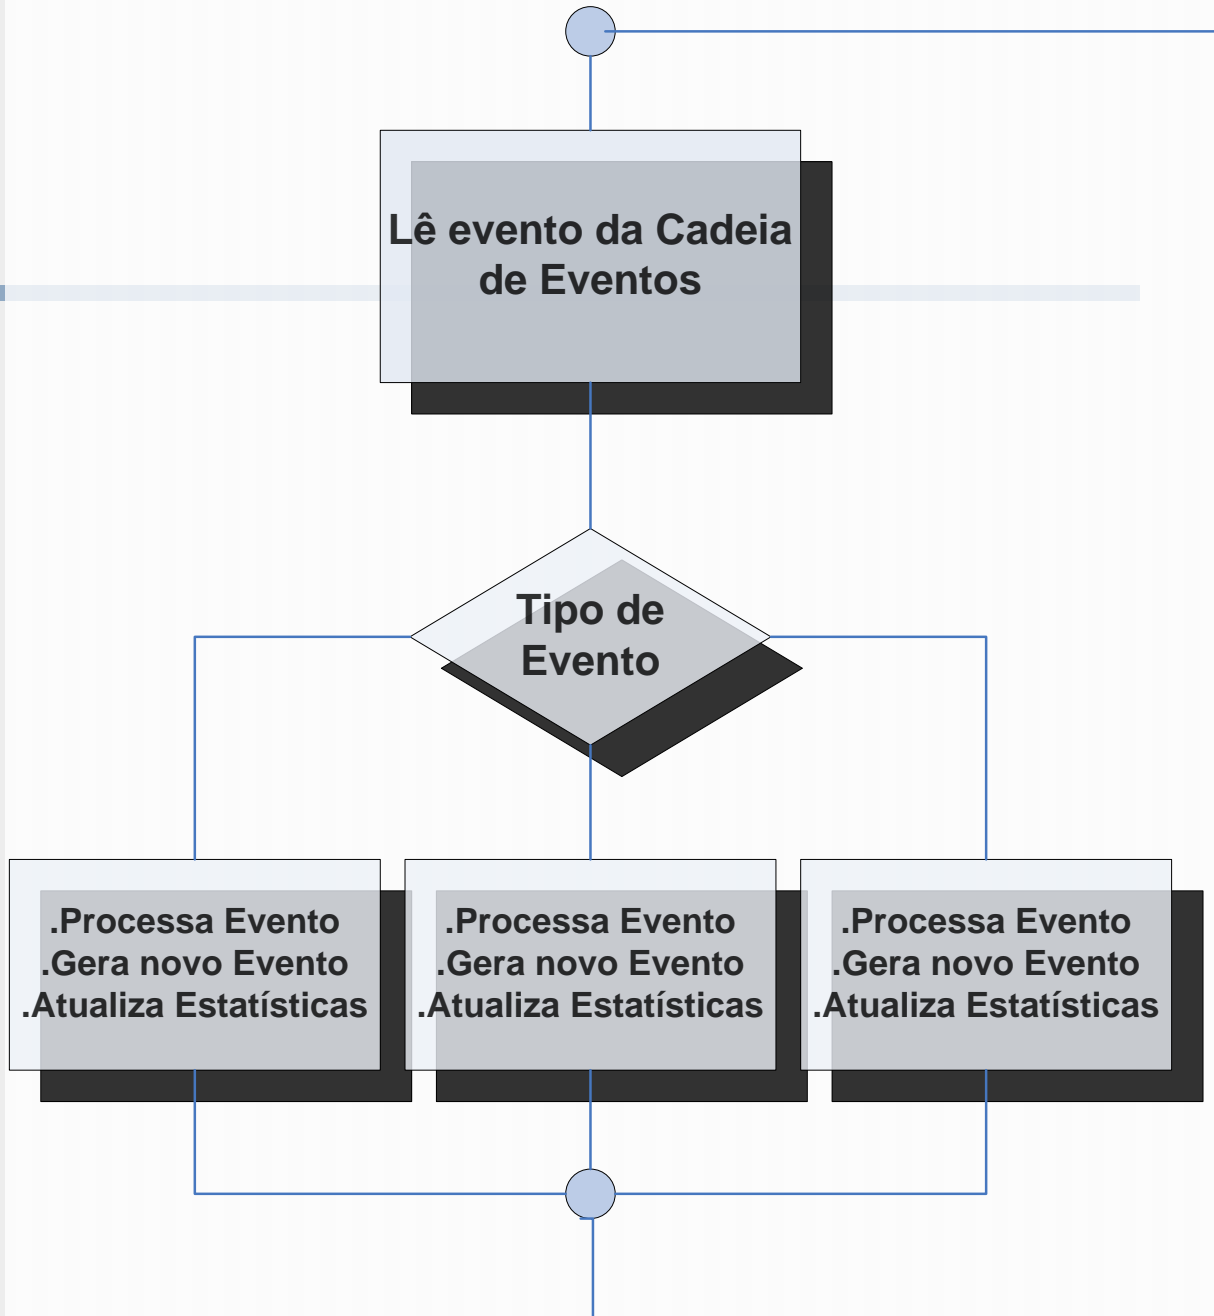 Lê evento da Cadeia
de Eventos
Tipo de
Evento
.Processa Evento
.Gera novo Evento
.Atualiza Estatísticas
.Processa Evento
.Gera novo Evento
.Atualiza Estatísticas
.Processa Evento
.Gera novo Evento
.Atualiza Estatísticas